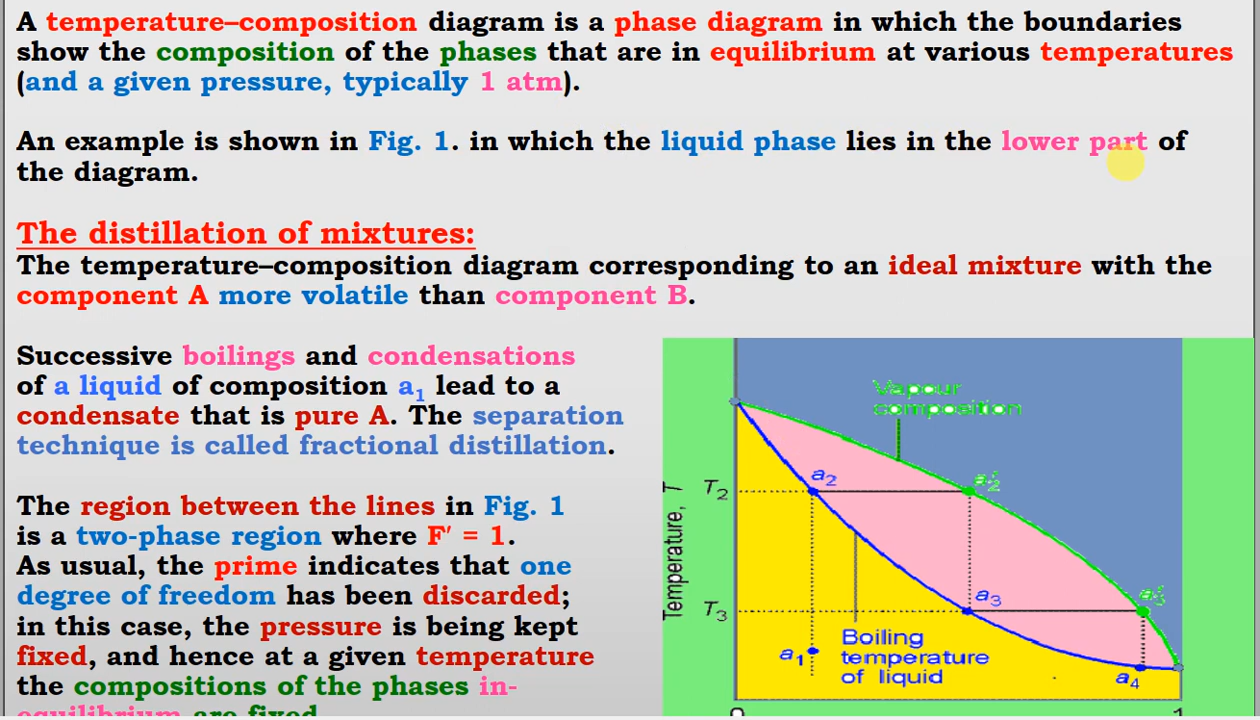 A temperature–composition diagram is a phase diagram in which the boundaries
show the composition of the phases that are in equilibrium at various temperatures
(and a given pressure, typically 1 atm).
An example is shown in Fig. 1. in which the liquid phase lies in the lower part of
the diagram.
The distillation of mixtures:
The temperature–composition diagram corresponding to an ideal mixture with the
component A more volatile than component B.
Successive boilings and condensations
of a liquid of composition a₁ lead to a
condensate that is pure A. The separation
technique is called fractional distillation.
The region between the lines in Fig. 1
is a two-phase region where F′ = 1.
As usual, the prime indicates that one
degree of freedom has been discarded;
in this case, the pressure is being kept
fixed, and hence at a given temperature
the compositions of the phases in-
equilibrium are fixed
Vapour
composition
Temperature, T
T₂
a₂
a₂′
T₃
a₃
a₃′
a₁
Boiling
temperature
of liquid
a₄
0
1